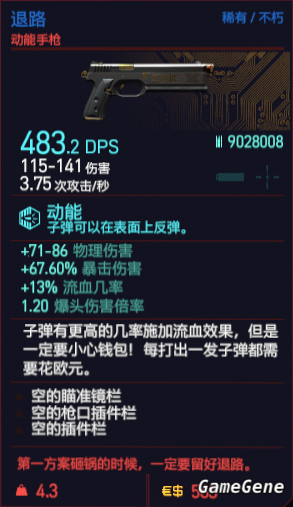 退路
稀有 / 不朽
动能手枪
483.2 DPS
9028008
115-141 伤害
3.75 次攻击/秒
动能
子弹可以在表面上反弹。
+71-86 物理伤害
+67.60% 暴击伤害
+13% 流血几率
1.20 爆头伤害倍率
子弹有更高的几率施加流血效果，但是
一定要小心钱包！每打出一发子弹都需
要花欧元。
空的瞄准镜栏
空的枪口插件栏
空的插件栏
第一方案砸锅的时候，一定要留好退路。
4.3
€$
GameGene